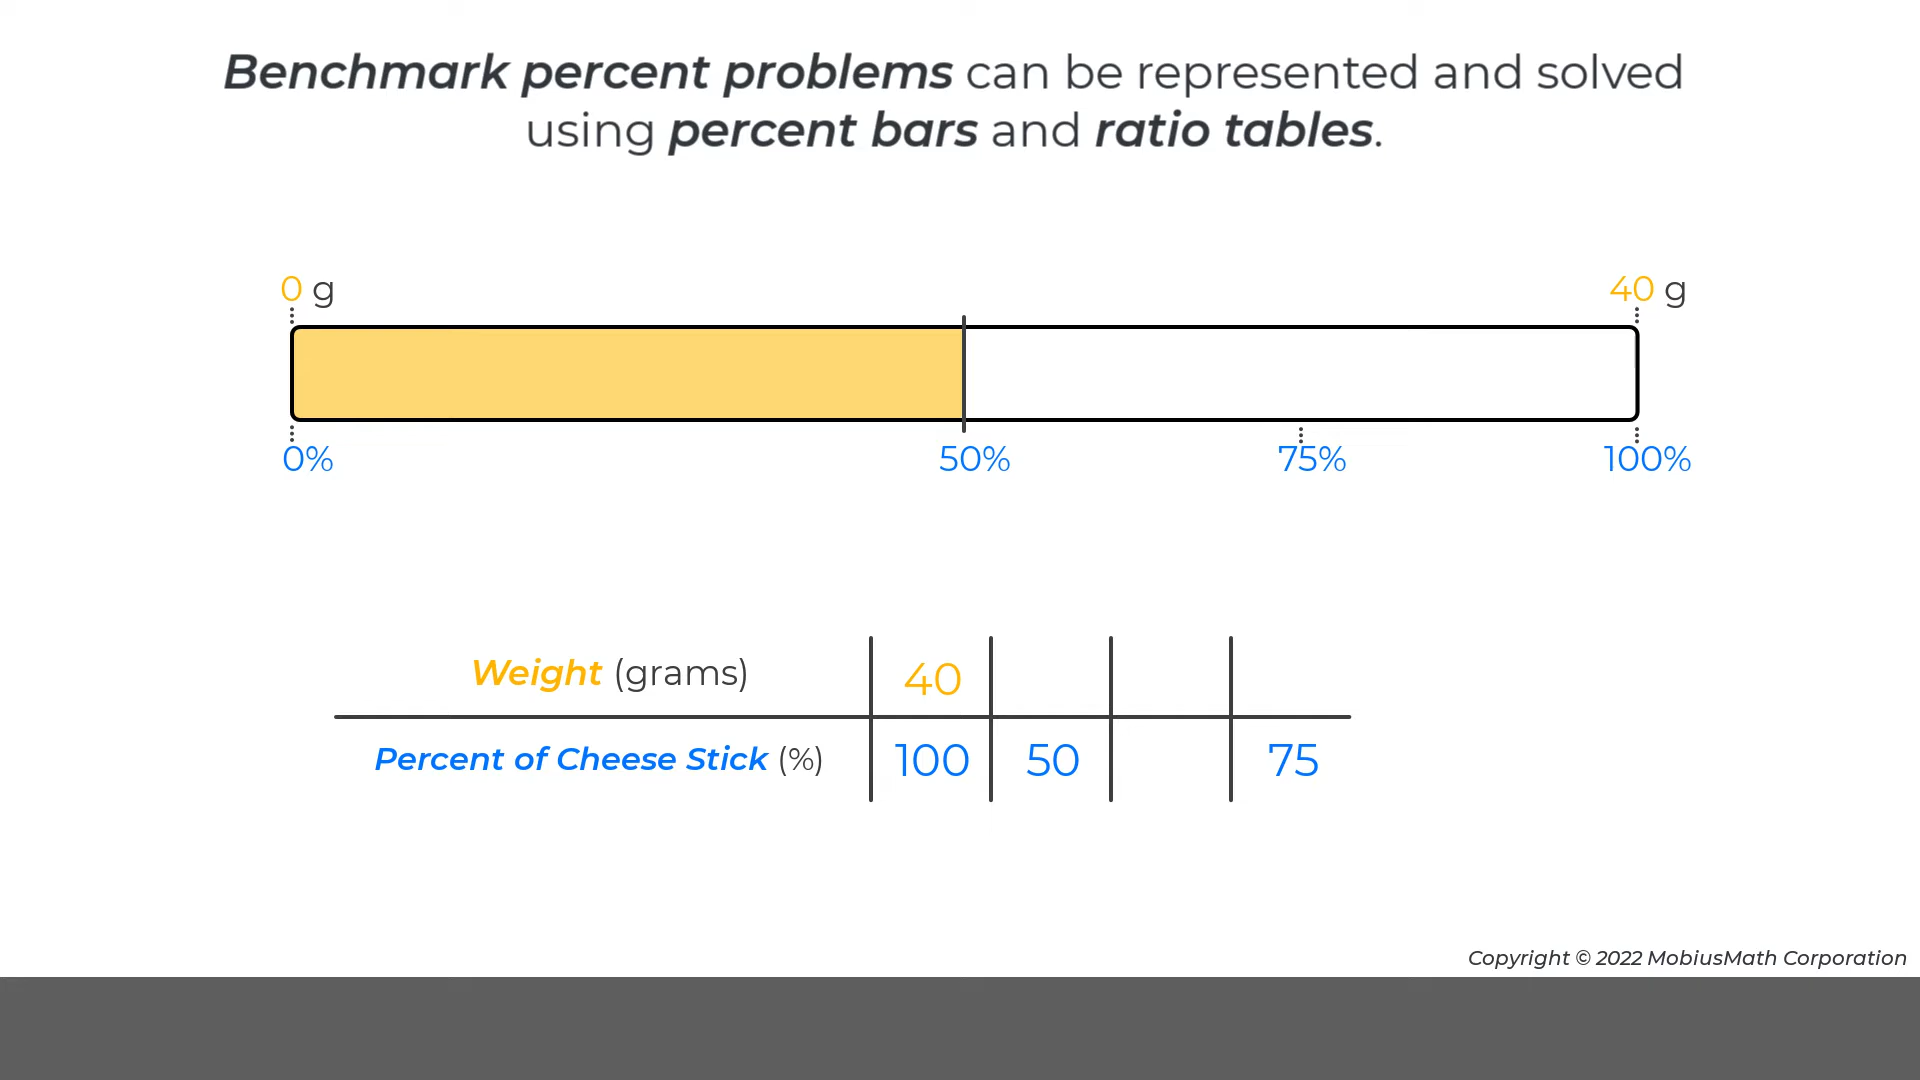 Benchmark percent problems can be represented and solved
using percent bars and ratio tables.
0 g 40 g
0% 50% 75% 100%
Weight (grams) 40
Percent of Cheese Stick (%) 100 50 75
Copyright © 2022 MobiusMath Corporation